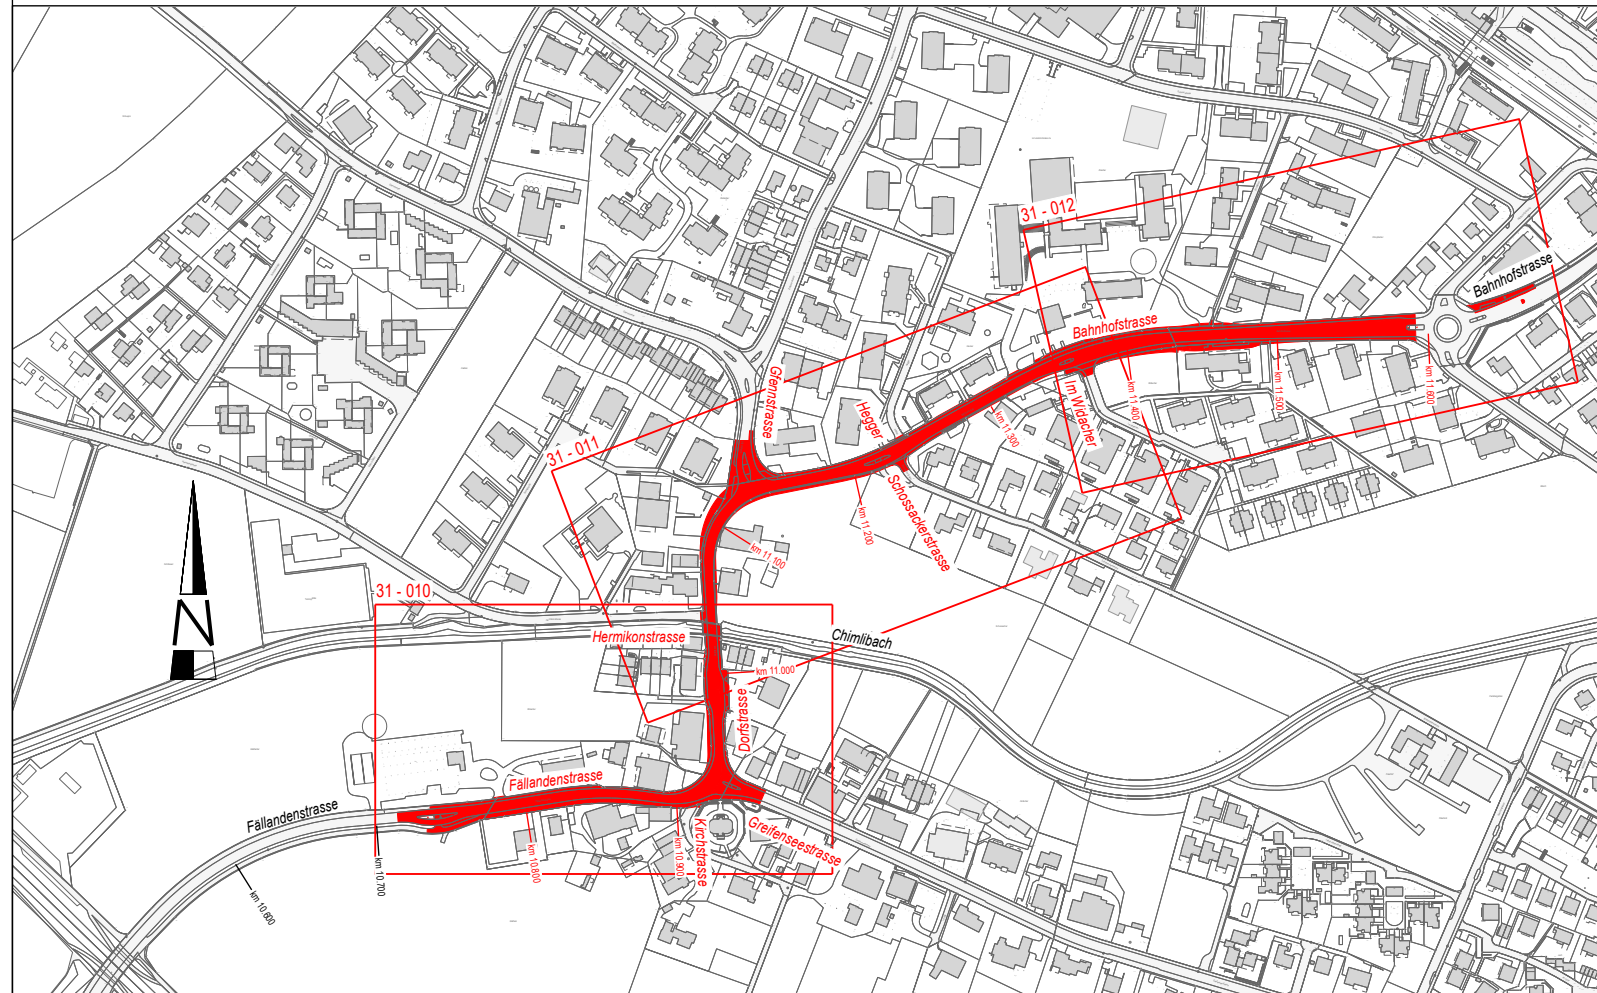 31 - 012
Bahnhofstrasse
Bahnhofstrasse
Gfenstrasse
Hegger
Im Widacher
km 11.400
km 11.500
km 11.600
km 11.300
31 - 011
Schossackerstrasse
km 11.200
km 11.100
31 - 010
N
Hermikonstrasse
Chimlibach
km 11.000
Dorfstrasse
Fällandenstrasse
Fällandenstrasse
Kirchstrasse
Greifenseestrasse
km 10.900
km 10.800
km 10.700
km 10.600